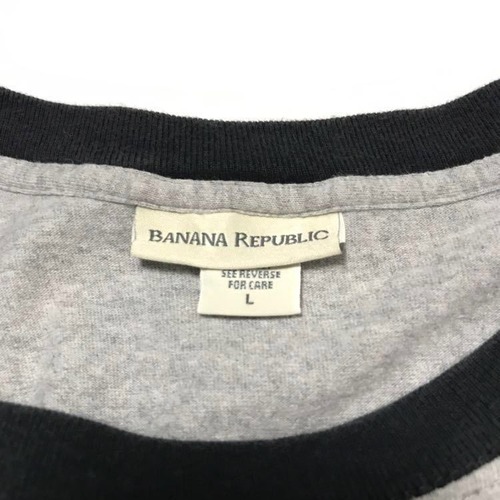 BANANA REPUBLIC
SEE REVERSE
FOR CARE
L